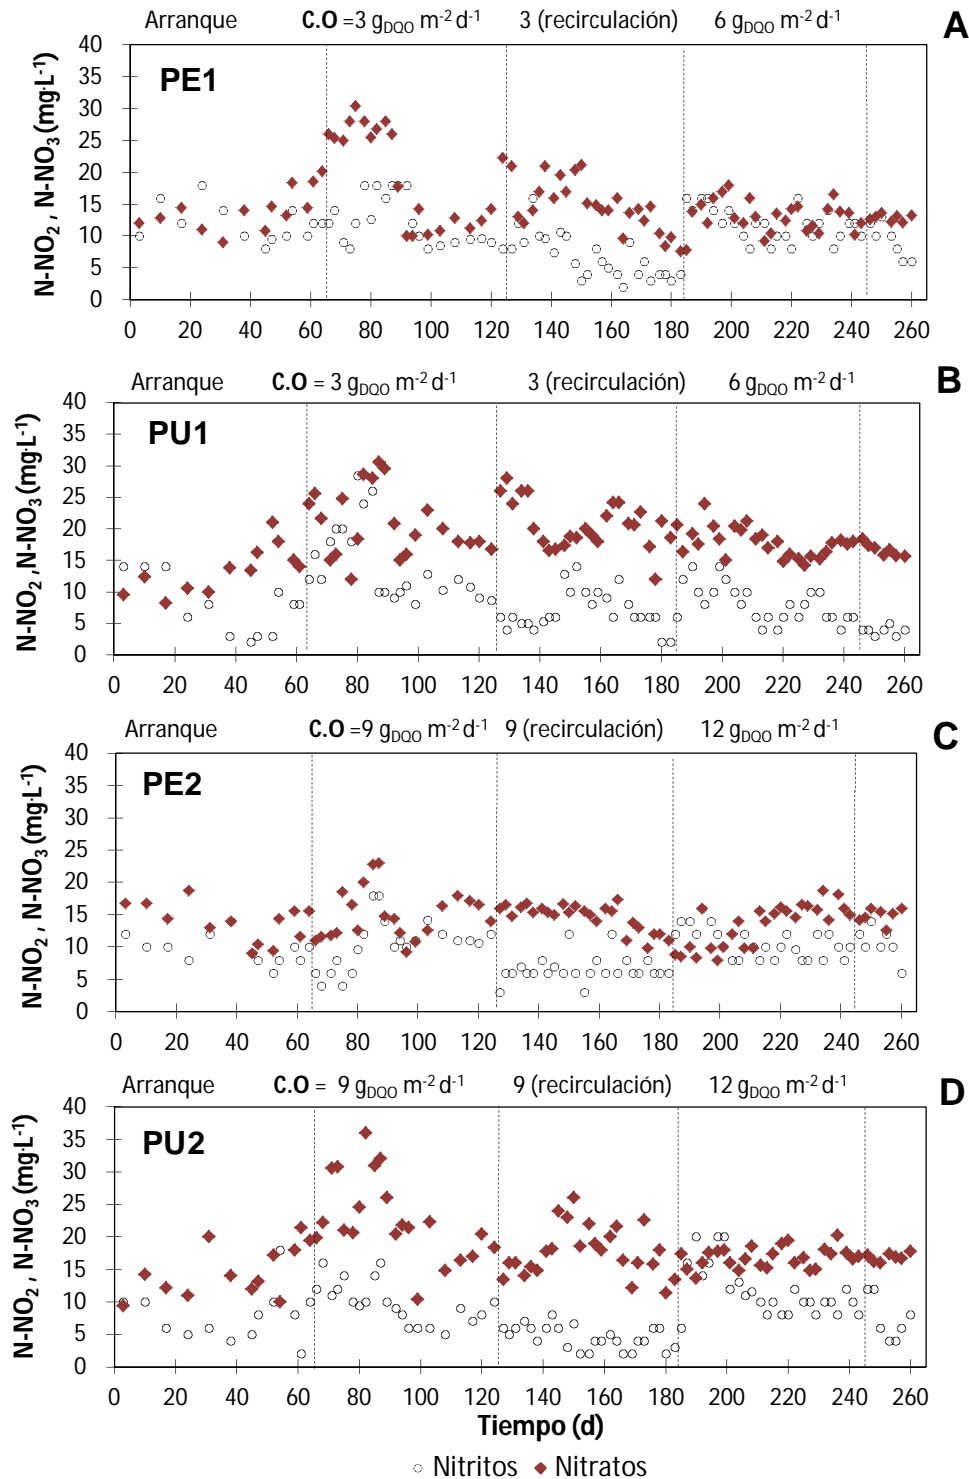 Arranque C.O =3 gDQO m-2 d-1 3 (recirculación) 6 gDQO m-2 d-1 A
PE1
N-NO2 , N-NO3 (mg·L-1)
40
35
30
25
20
15
10
5
0
0 20 40 60 80 100 120 140 160 180 200 220 240 260
Arranque C.O = 3 gDQO m-2 d-1 3 (recirculación) 6 gDQO m-2 d-1 B
PU1
N-NO2 ,N-NO3 (mg·L-1)
40
35
30
25
20
15
10
5
0
0 20 40 60 80 100 120 140 160 180 200 220 240 260
Arranque C.O =9 gDQO m-2 d-1 9 (recirculación) 12 gDQO m-2 d-1 C
PE2
N-NO2 , N-NO3 (mg·L-1)
40
35
30
25
20
15
10
5
0
0 20 40 60 80 100 120 140 160 180 200 220 240 260
Arranque C.O = 9 gDQO m-2 d-1 9 (recirculación) 12 gDQO m-2 d-1 D
PU2
N-NO2 , N-NO3 (mg·L-1)
40
35
30
25
20
15
10
5
0
0 20 40 60 80 100 120 140 160 180 200 220 240 260
Tiempo (d)
Nitritos Nitratos